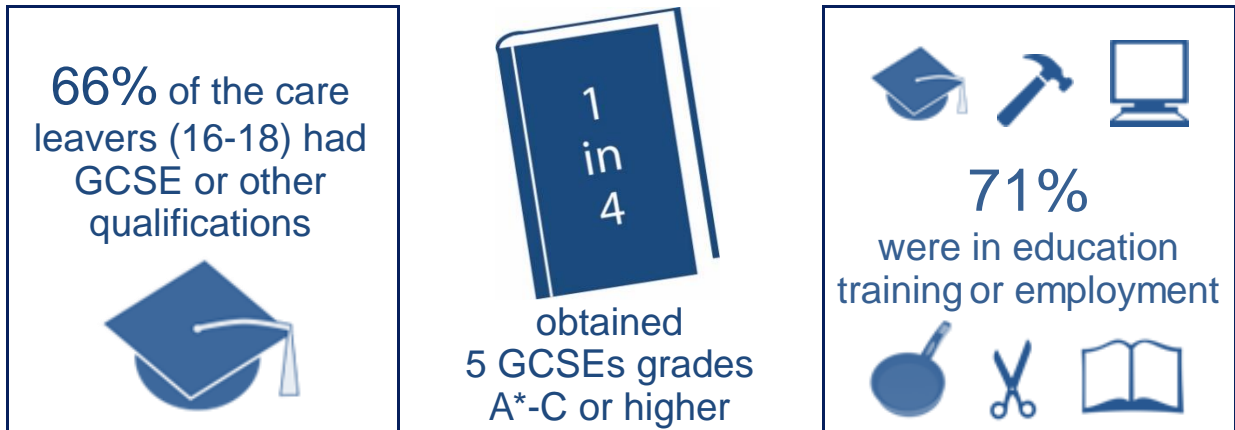 66% of the care
leavers (16-18) had
GCSE or other
qualifications
1
in
4
obtained
5 GCSEs grades
A*-C or higher
71%
were in education
training or employment